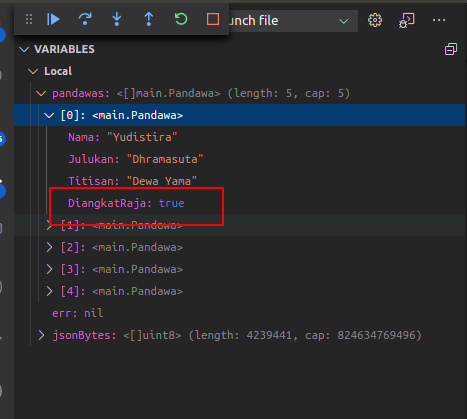 unch file
VARIABLES
Local
pandawas: <[]main.Pandawa> (length: 5, cap: 5)
[0]: <main.Pandawa>
Nama: "Yudistira"
Julukan: "Dhramasuta"
Titisan: "Dewa Yama"
DiangkatRaja: true
[1]: <main.Pandawa>
[2]: <main.Pandawa>
[3]: <main.Pandawa>
[4]: <main.Pandawa>
err: nil
jsonBytes: <[]uint8> (length: 4239441, cap: 824634769496)